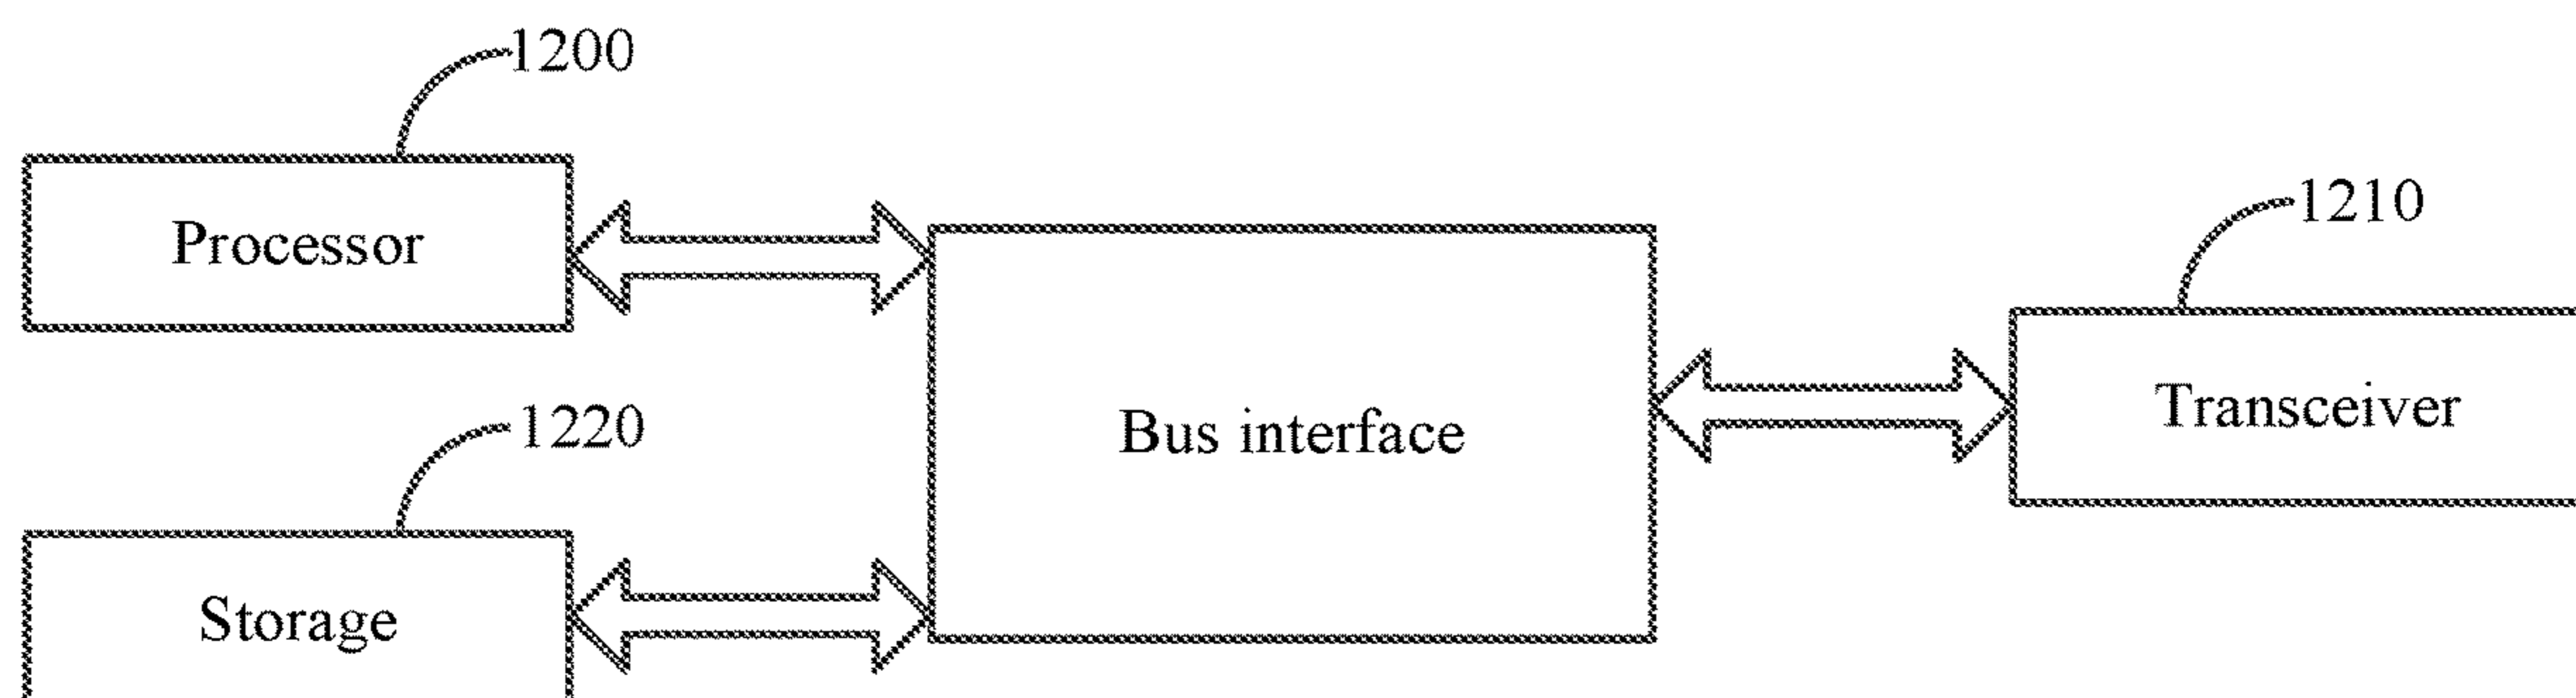 1200
Processor
1210
Transceiver
Bus interface
1220
Storage